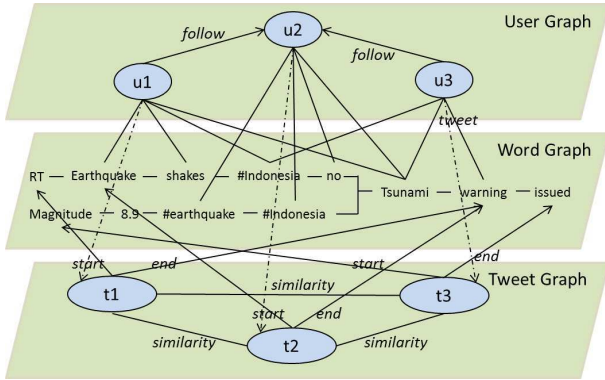 User Graph
u2
follow
follow
u1
u3
tweet
Word Graph
RT Earthquake shakes #Indonesia no
Tsunami warning issued
Magnitude 8.9 #earthquake #Indonesia
start
end
start
end
Tweet Graph
similarity
t1
t3
start
end
similarity
t2
similarity